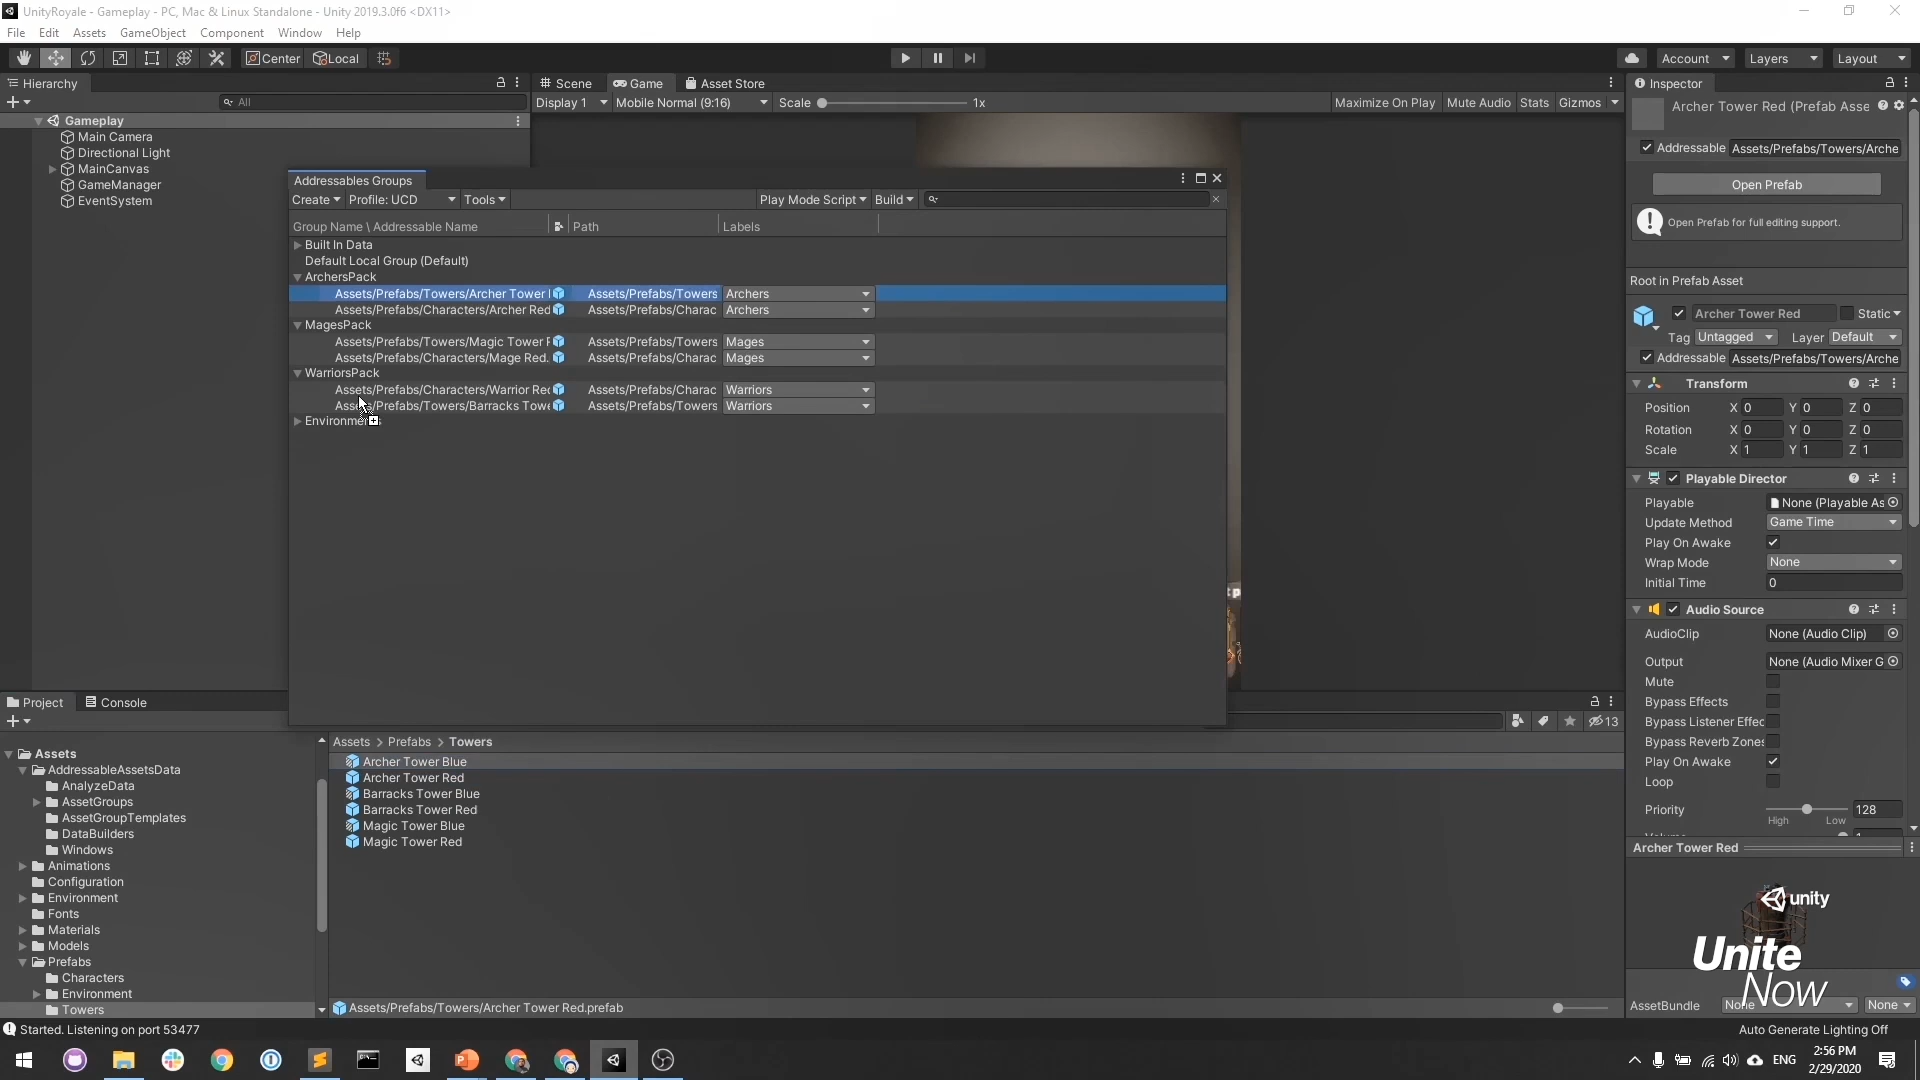 UnityRoyale - Gameplay - PC, Mac & Linux Standalone - Unity 2019.3.0f6 <DX11>
File Edit Assets GameObject Component Window Help
Center Local
Account Layers Layout
Hierarchy
Scene Game Asset Store
Inspector
All
Display 1 Mobile Normal (9:16) Scale 1x Maximize On Play Mute Audio Stats Gizmos
Gameplay
Main Camera
Directional Light
MainCanvas
GameManager
EventSystem
Addressables Groups
Create Profile: UCD Tools Play Mode Script Build
Group Name \ Addressable Name Path Labels
Built In Data
Default Local Group (Default)
ArchersPack
Assets/Prefabs/Towers/Archer Tower Assets/Prefabs/Towers Archers
Assets/Prefabs/Characters/Archer Red Assets/Prefabs/Charac Archers
MagesPack
Assets/Prefabs/Towers/Magic Tower Assets/Prefabs/Towers Mages
Assets/Prefabs/Characters/Mage Red. Assets/Prefabs/Charac Mages
WarriorsPack
Assets/Prefabs/Characters/Warrior Red Assets/Prefabs/Charac Warriors
Assets/Prefabs/Towers/Barracks Towe Assets/Prefabs/Towers Warriors
Archer Tower Red (Prefab Asse
Addressable Assets/Prefabs/Towers/Arche
Open Prefab
Open Prefab for full editing support.
Root in Prefab Asset
Archer Tower Red Static
Tag Untagged Layer Default
Addressable Assets/Prefabs/Towers/Arche
Transform
Position X 0 Y 0 Z 0
Rotation X 0 Y 0 Z 0
Scale X 1 Y 1 Z 1
Playable Director
Playable None (Playable As
Update Method Game Time
Play On Awake
Wrap Mode None
Initial Time 0
Audio Source
AudioClip None (Audio Clip)
Output None (Audio Mixer G
Mute
Bypass Effects
Bypass Listener Effec
Bypass Reverb Zones
Play On Awake
Loop
Priority 128
High Low
Archer Tower Red
unity
Unite
Now
AssetBundle None None
Project Console
13
Assets
AddressableAssetsData
AnalyzeData
AssetGroups
AssetGroupTemplates
DataBuilders
Windows
Animations
Configuration
Environment
Fonts
Materials
Models
Prefabs
Characters
Environment
Towers
Assets > Prefabs > Towers
Archer Tower Blue
Archer Tower Red
Barracks Tower Blue
Barracks Tower Red
Magic Tower Blue
Magic Tower Red
Assets/Prefabs/Towers/Archer Tower Red.prefab
Started. Listening on port 53477
Auto Generate Lighting Off
ENG
2:56 PM
2/29/2020